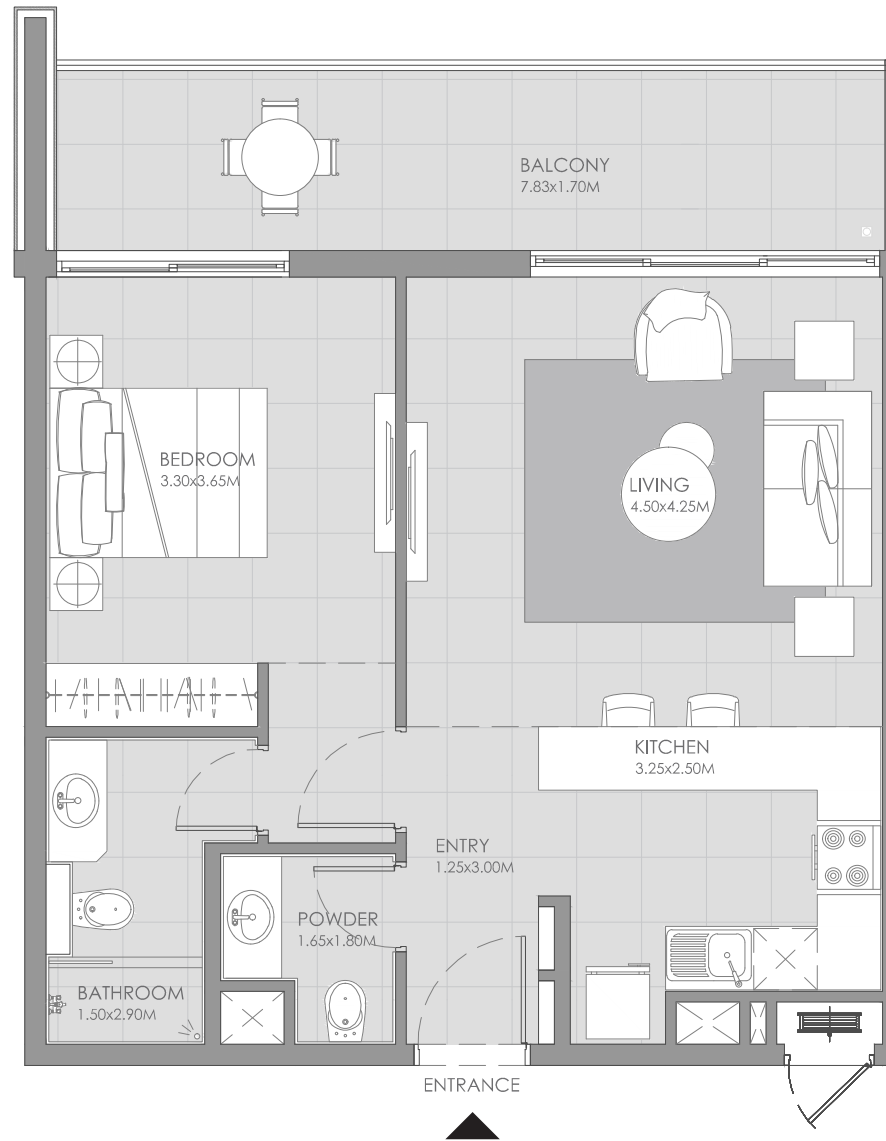 BALCONY
7.83x1.70M
BEDROOM
3.30x3.65M
LIVING
4.50x4.25M
KITCHEN
3.25x2.50M
ENTRY
1.25x3.00M
POWDER
1.65x1.80M
BATHROOM
1.50x2.90M
ENTRANCE